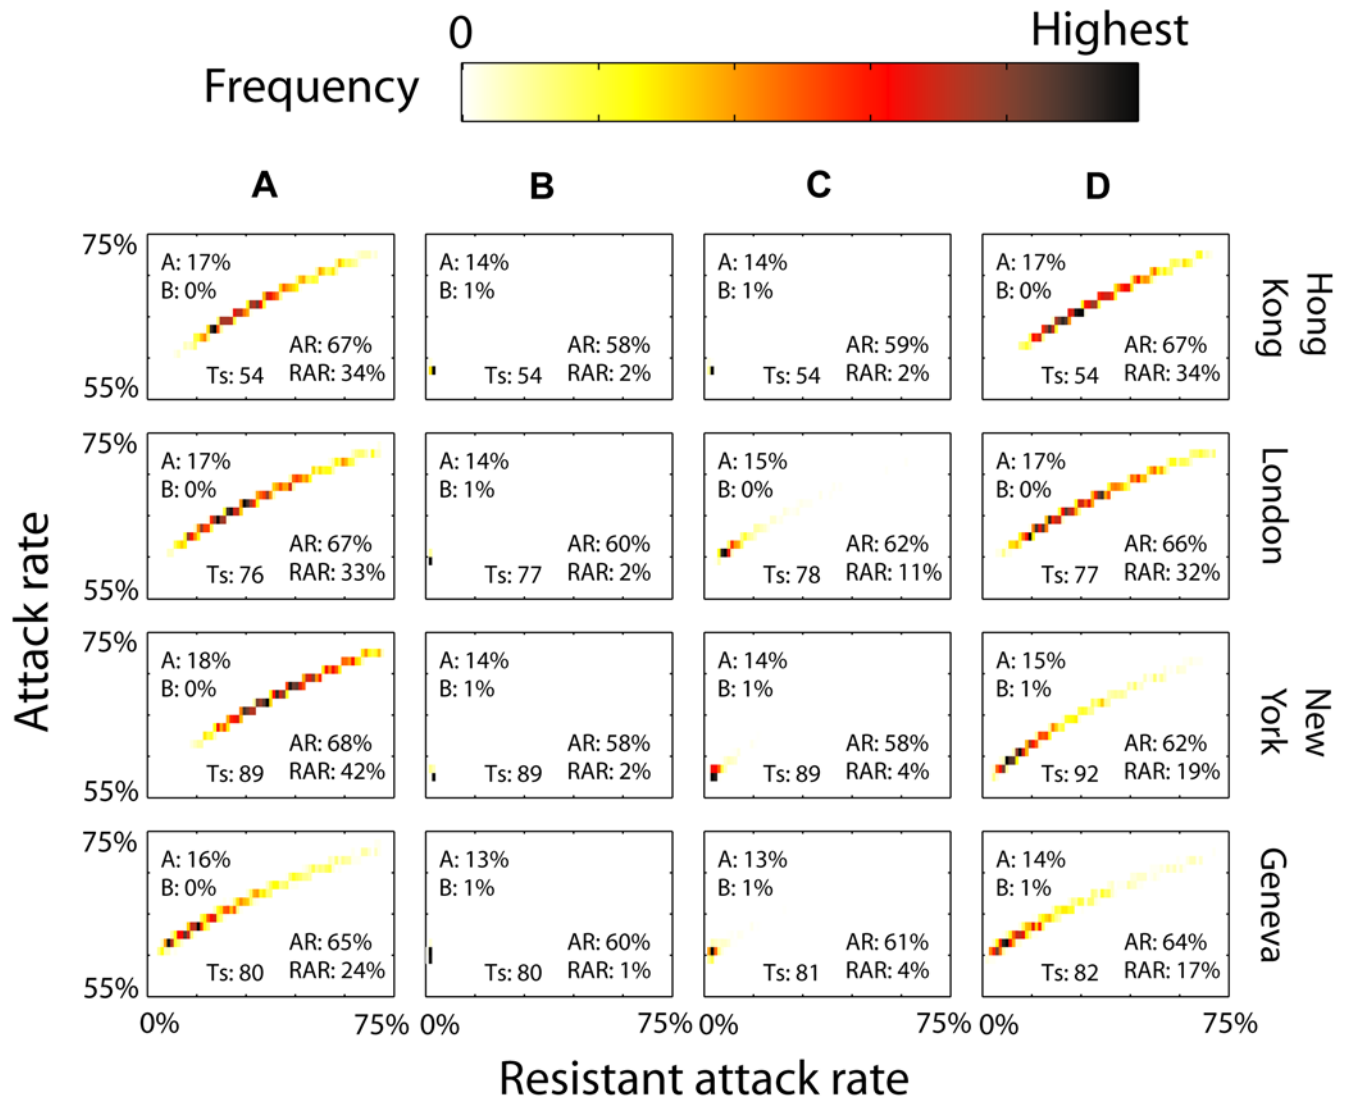 0 Highest
Frequency
A B C D
75%
A: 17% A: 14% A: 14% A: 17%
B: 0% B: 1% B: 1% B: 0%
AR: 67% AR: 58% AR: 59% AR: 67%
Ts: 54 RAR: 34% Ts: 54 RAR: 2% Ts: 54 RAR: 2% Ts: 54 RAR: 34%
55%
Hong
Kong
75%
A: 17% A: 14% A: 15% A: 17%
B: 0% B: 1% B: 0% B: 0%
AR: 67% AR: 60% AR: 62% AR: 66%
Ts: 76 RAR: 33% Ts: 77 RAR: 2% Ts: 78 RAR: 11% Ts: 77 RAR: 32%
55%
London
75%
A: 18% A: 14% A: 14% A: 15%
B: 0% B: 1% B: 1% B: 1%
AR: 68% AR: 58% AR: 58% AR: 62%
Ts: 89 RAR: 42% Ts: 89 RAR: 2% Ts: 89 RAR: 4% Ts: 92 RAR: 19%
55%
New
York
75%
A: 16% A: 13% A: 13% A: 14%
B: 0% B: 1% B: 1% B: 1%
AR: 65% AR: 60% AR: 61% AR: 64%
Ts: 80 RAR: 24% Ts: 80 RAR: 1% Ts: 81 RAR: 4% Ts: 82 RAR: 17%
55%
Geneva
0% 75% 0% 75% 0% 75% 0% 75%
Attack rate
Resistant attack rate